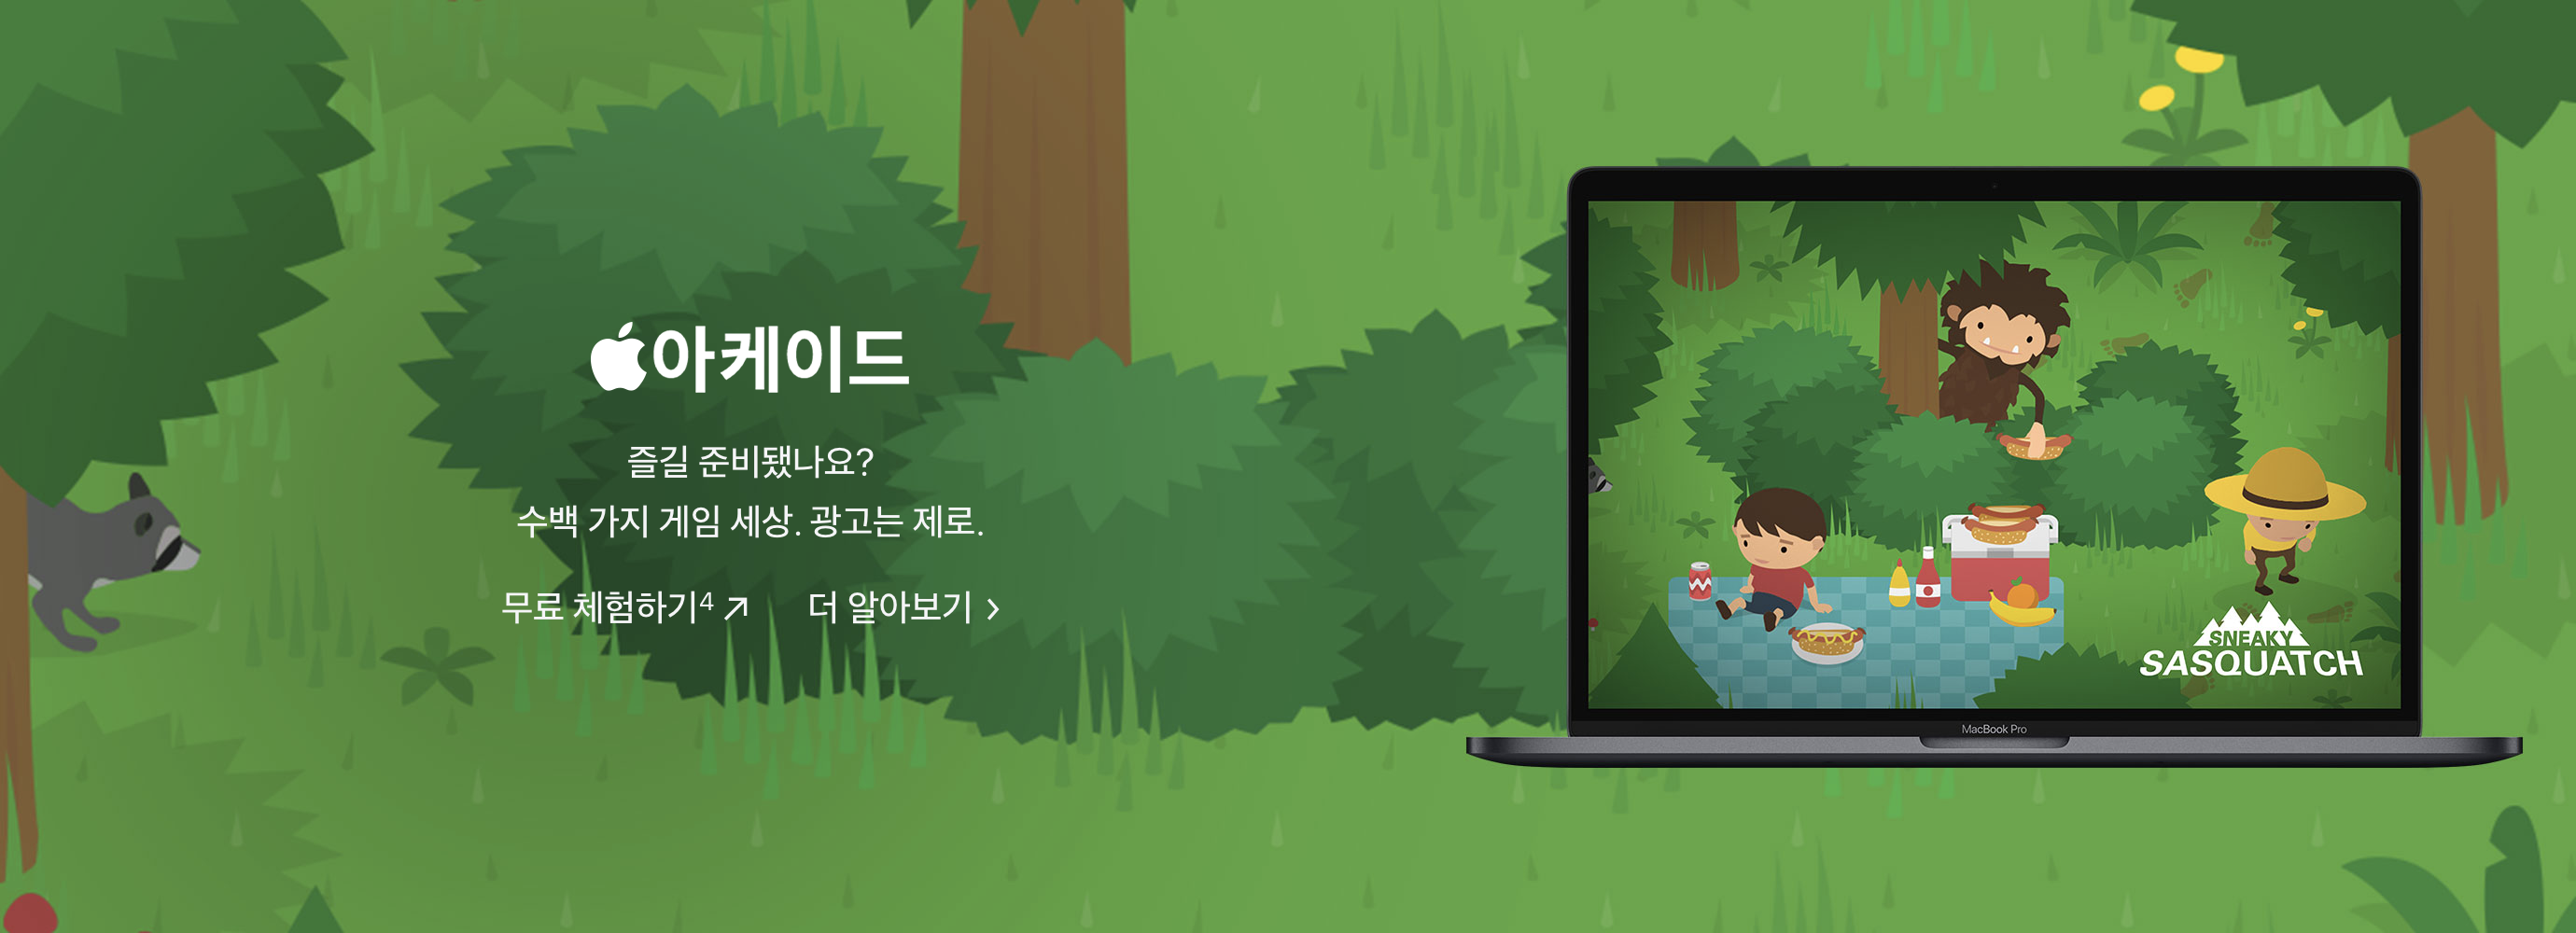 아케이드
즐길 준비됐나요?
수백 가지 게임 세상. 광고는 제로.
무료 체험하기4 ↗ 더 알아보기 >
SNEAKY
SASQUATCH
MacBook Pro